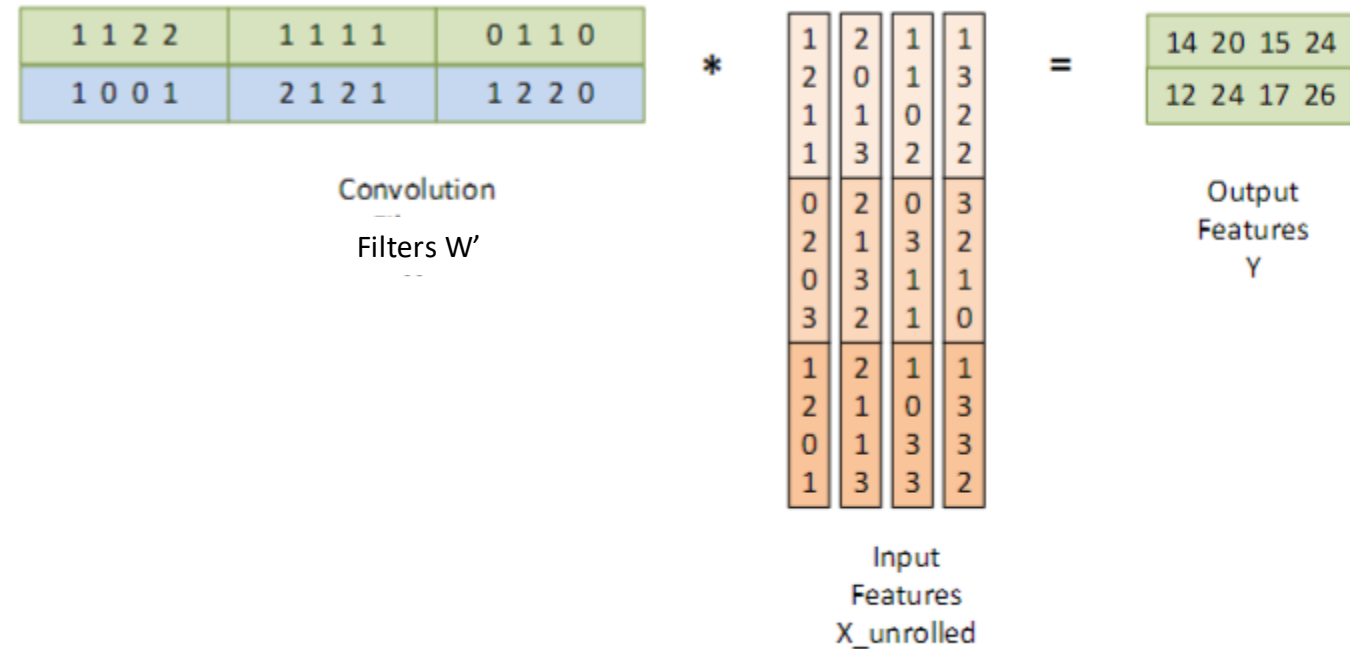 1 1 2 2 1 1 1 1 0 1 1 0
1 0 0 1 2 1 2 1 1 2 2 0
*
1 2 1 1
2 0 1 3
1 1 0 2
1 3 2 2
0 2 0 3
2 1 3 2
0 3 1 1
3 2 1 0
1 2 1 1
2 1 0 3
0 1 3 3
1 3 3 2
=
14 20 15 24
12 24 17 26
Convolution
Filters W’
Input
Features
X_unrolled
Output
Features
Y